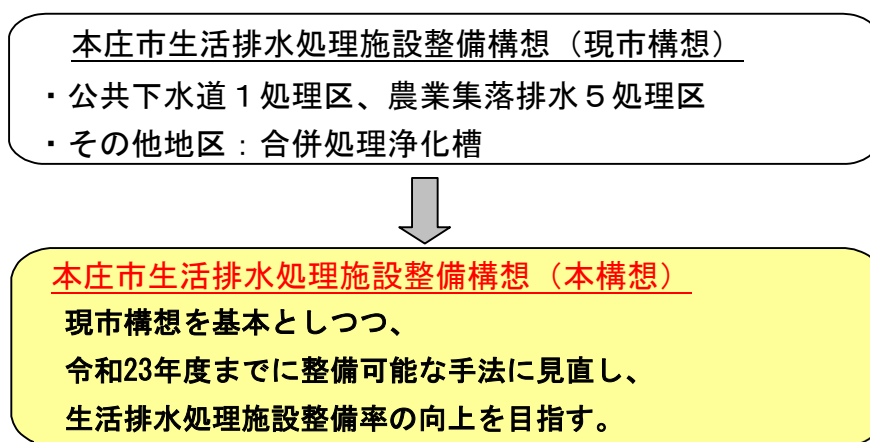 本庄市生活排水処理施設整備構想（現市構想）
・公共下水道１処理区、農業集落排水５処理区
・その他地区：合併処理浄化槽
本庄市生活排水処理施設整備構想（本構想）
現市構想を基本としつつ、
令和23年度までに整備可能な手法に見直し、
生活排水処理施設整備率の向上を目指す。